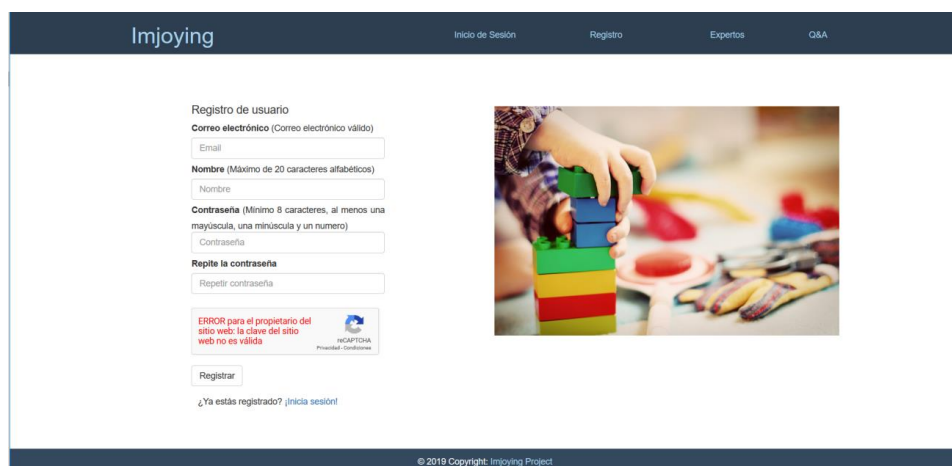 Imjoying
Inicio de Sesión
Registro
Expertos
Q&A
Registro de usuario
Correo electrónico (Correo electrónico válido)
Email
Nombre (Máximo de 20 caracteres alfabéticos)
Nombre
Contraseña (Mínimo 8 caracteres, al menos una
mayúscula, una minúscula y un numero)
Contraseña
Repite la contraseña
Repetir contraseña
ERROR para el propietario del
sitio web: la clave del sitio
web no es válida
reCAPTCHA
Privacidad - Condiciones
Registrar
¿Ya estás registrado? ¡Inicia sesión!
© 2019 Copyright: Imjoying Project